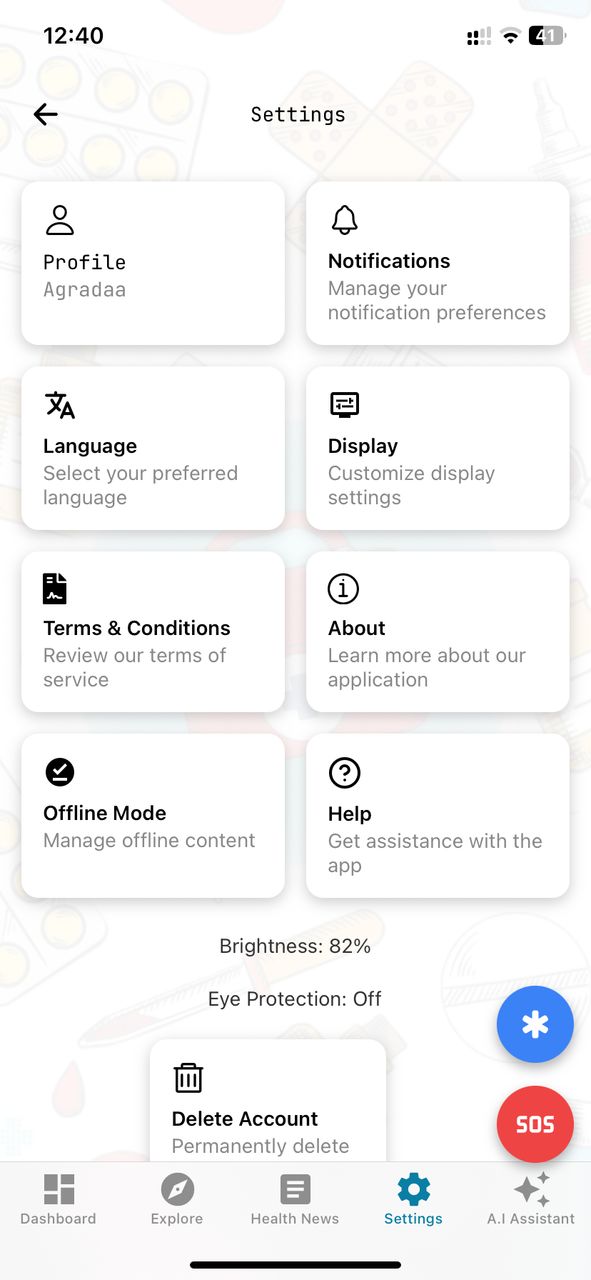 12:40
41
Settings
Profile
Agradaa
Notifications
Manage your
notification preferences
Language
Select your preferred
language
Display
Customize display
settings
Terms & Conditions
Review our terms of
service
About
Learn more about our
application
Offline Mode
Manage offline content
Help
Get assistance with the
app
Brightness: 82%
Eye Protection: Off
Delete Account
Permanently delete
SOS
Dashboard
Explore
Health News
Settings
A.I Assistant